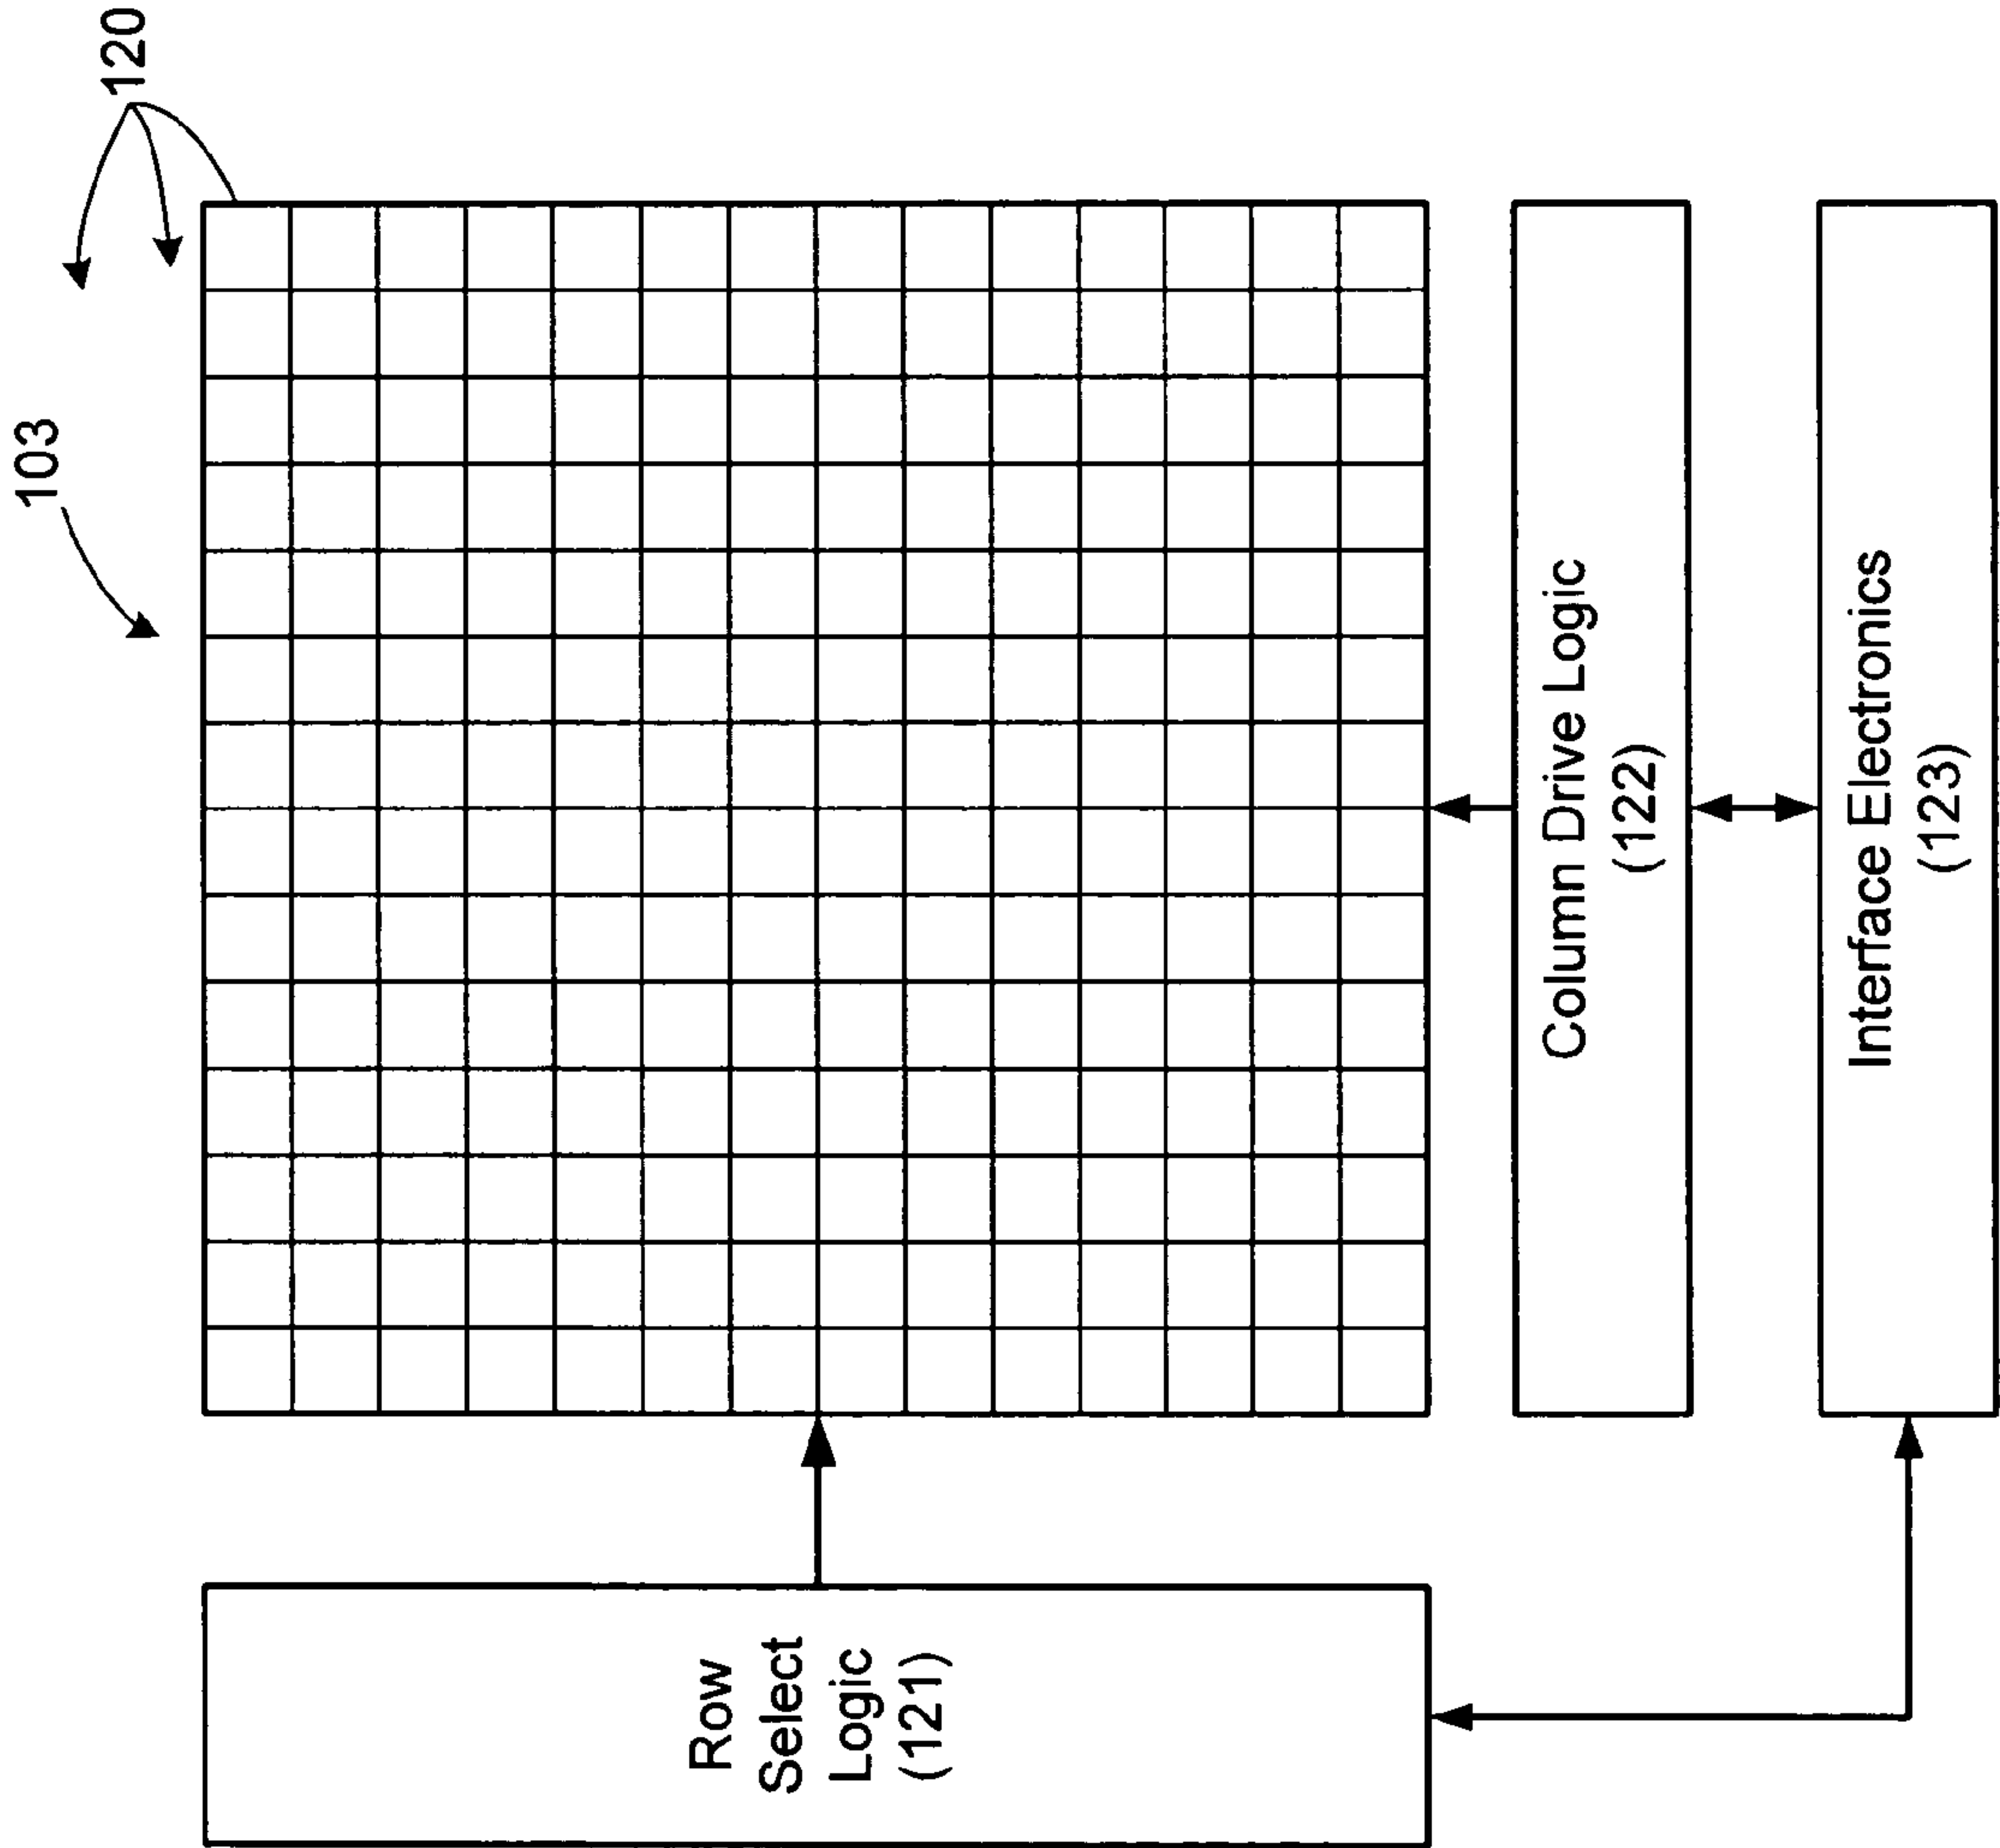 103
120
Row
Select
Logic
(121)
Column Drive Logic
(122)
Interface Electronics
(123)